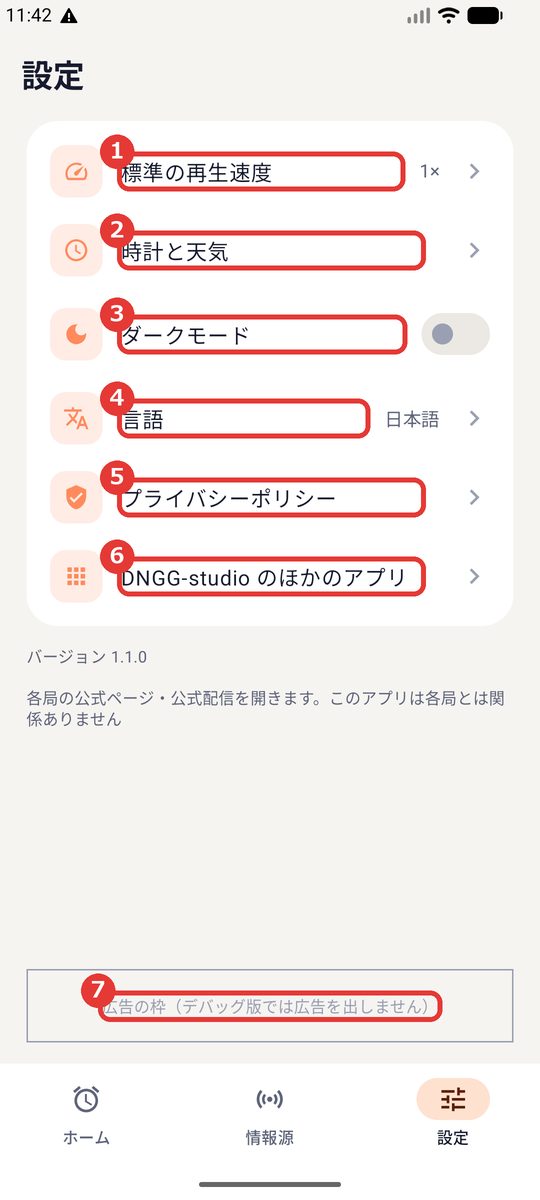 11:42
設定
1
標準の再生速度 1×
2
時計と天気
3
ダークモード
4
言語 日本語
5
プライバシーポリシー
6
DNGG-studio のほかのアプリ
バージョン 1.1.0
各局の公式ページ・公式配信を開きます。このアプリは各局とは関
係ありません
7
広告の枠（デバッグ版では広告を出しません）
ホーム 情報源 設定